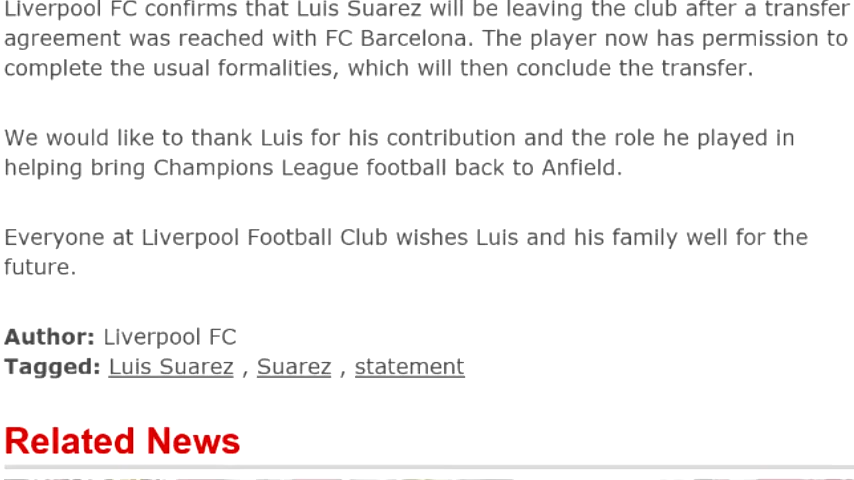 Liverpool FC confirms that Luis Suarez will be leaving the club after a transfer
agreement was reached with FC Barcelona. The player now has permission to
complete the usual formalities, which will then conclude the transfer.
We would like to thank Luis for his contribution and the role he played in
helping bring Champions League football back to Anfield.
Everyone at Liverpool Football Club wishes Luis and his family well for the
future.
Author: Liverpool FC
Tagged: Luis Suarez , Suarez , statement
Related News